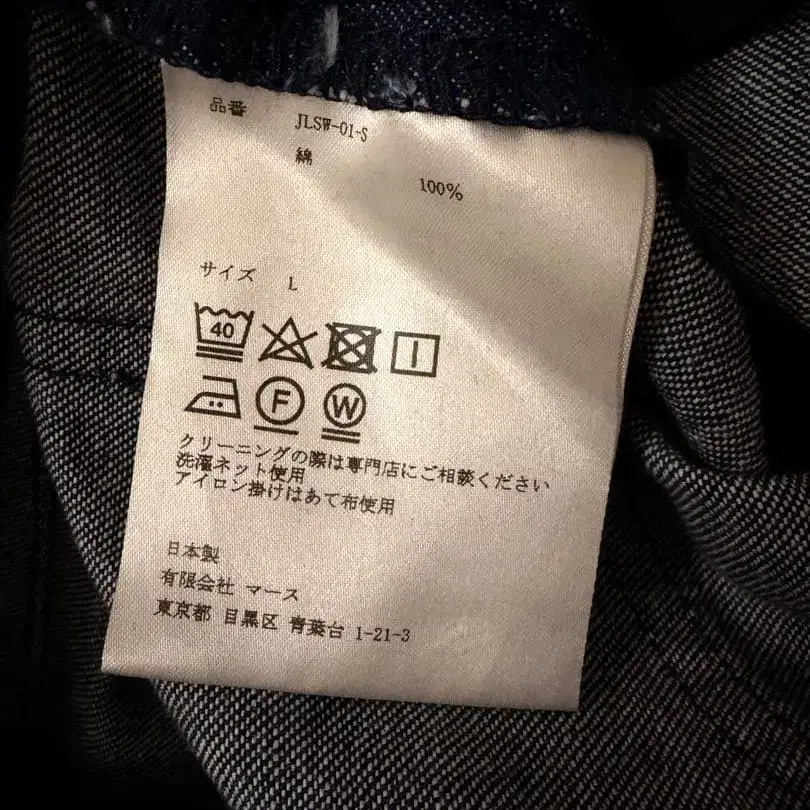 品番 JLSW-01-S
綿 100%
サイズ L
40
F W
クリーニングの際は専門店にご相談ください
洗濯ネット使用
アイロン掛けはあて布使用
日本製
有限会社 マース
東京都 目黒区 青葉台 1-21-3